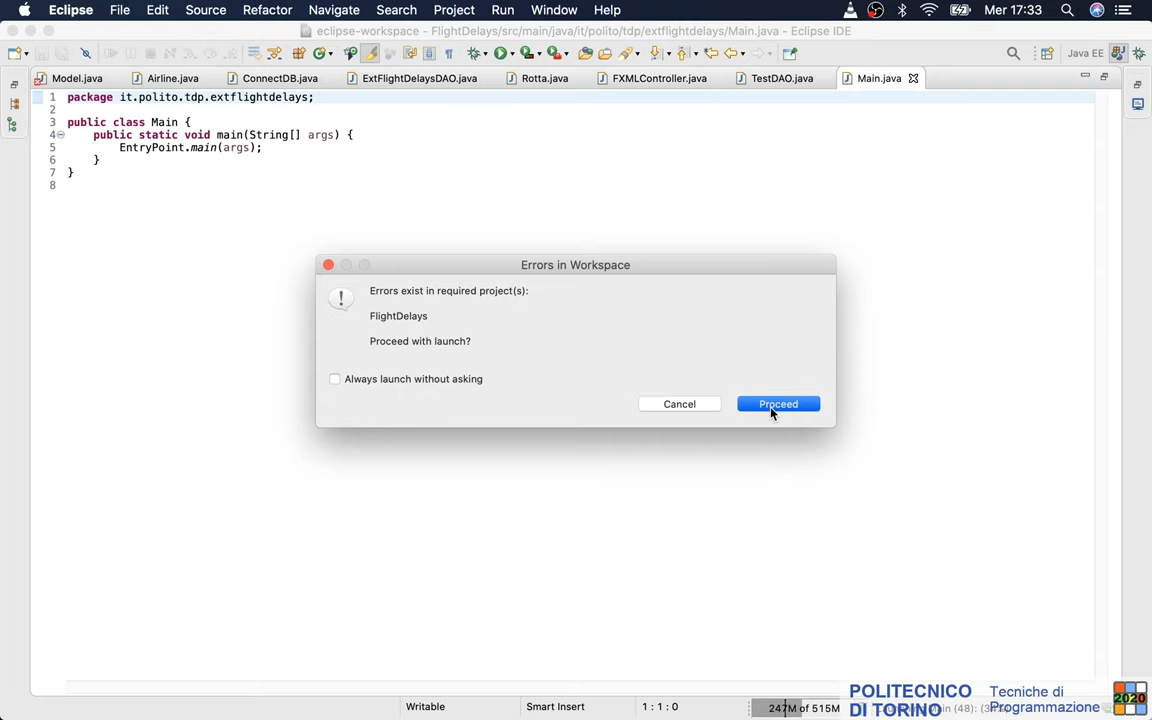 Eclipse File Edit Source Refactor Navigate Search Project Run Window Help Mer 17:33
eclipse-workspace - FlightDelays/src/main/java/it/polito/tdp/extflightdelays/Main.java - Eclipse IDE
Java EE
Model.java Airline.java ConnectDB.java ExtFlightDelaysDAO.java Rotta.java FXMLController.java TestDAO.java Main.java
1 package it.polito.tdp.extflightdelays;
2
3 public class Main {
4 public static void main(String[] args) {
5 EntryPoint.main(args);
6 }
7 }
8
Errors in Workspace
Errors exist in required project(s):
FlightDelays
Proceed with launch?
Always launch without asking
Cancel Proceed
Writable Smart Insert 1 : 1 : 0 247M of 515M
POLITECNICO
DI TORINO
Tecniche di
Programmazione
2020